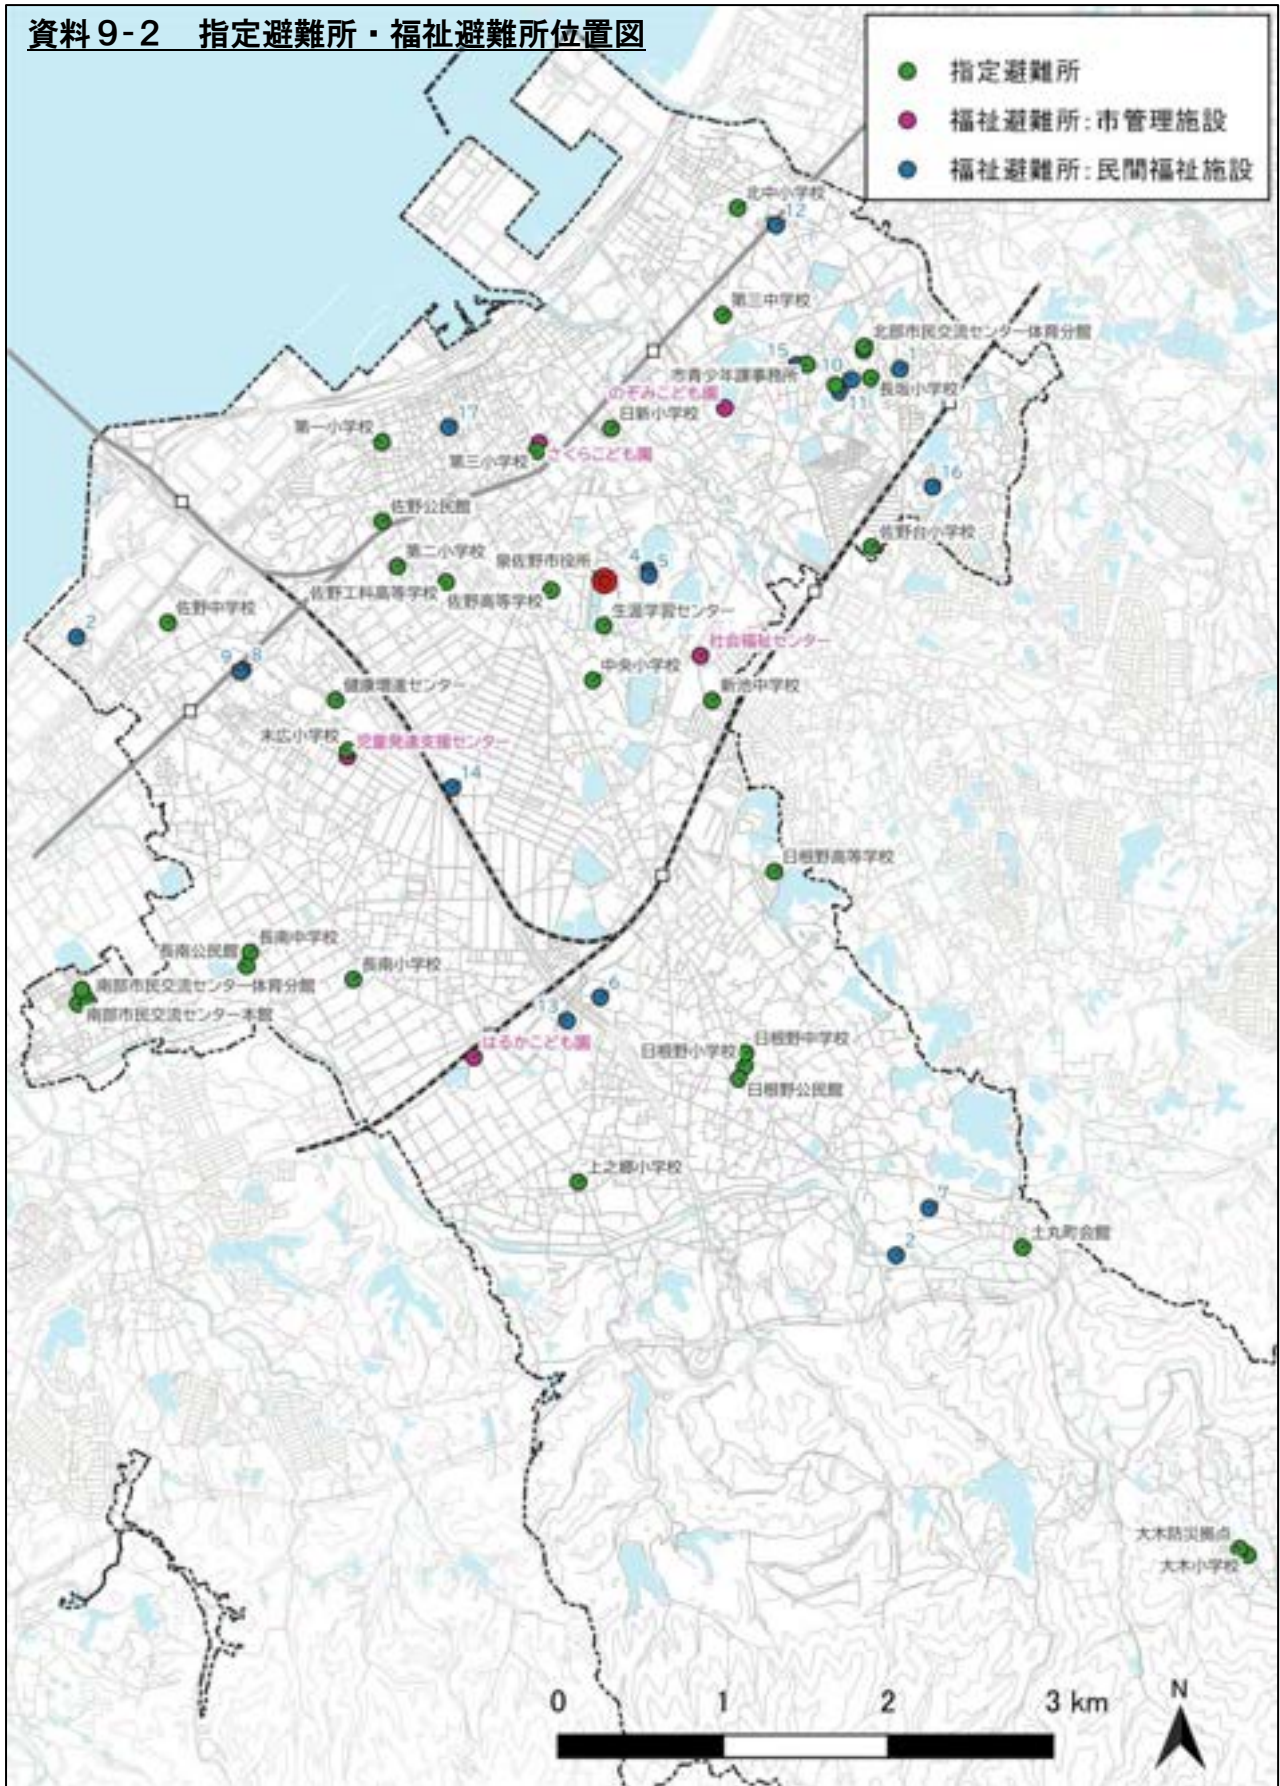 資料９-２　指定避難所・福祉避難所位置図
指定避難所
福祉避難所:市管理施設
福祉避難所:民間福祉施設
北中小学校
12
第三中学校
北部市民交流センター体育分館
15
10
1
市青少年課事務所
長坂小学校
11
のぞみこども園
日新小学校
17
第一小学校
第三小学校
さくらこども園
16
佐野公民館
佐野台小学校
第二小学校
泉佐野市役所
4
5
佐野工科高等学校
佐野高等学校
佐野中学校
生涯学習センター
2
社会福祉センター
9
8
中央小学校
健康増進センター
新池中学校
末広小学校
児童発達支援センター
14
日根野高等学校
長南中学校
長南公民館
長南小学校
南部市民交流センター体育分館
南部市民交流センター本館
6
13
はるかこども園
日根野中学校
日根野小学校
日根野公民館
上之郷小学校
7
土丸町会館
2
大木防災拠点
大木小学校
0
1
2
3 km
N